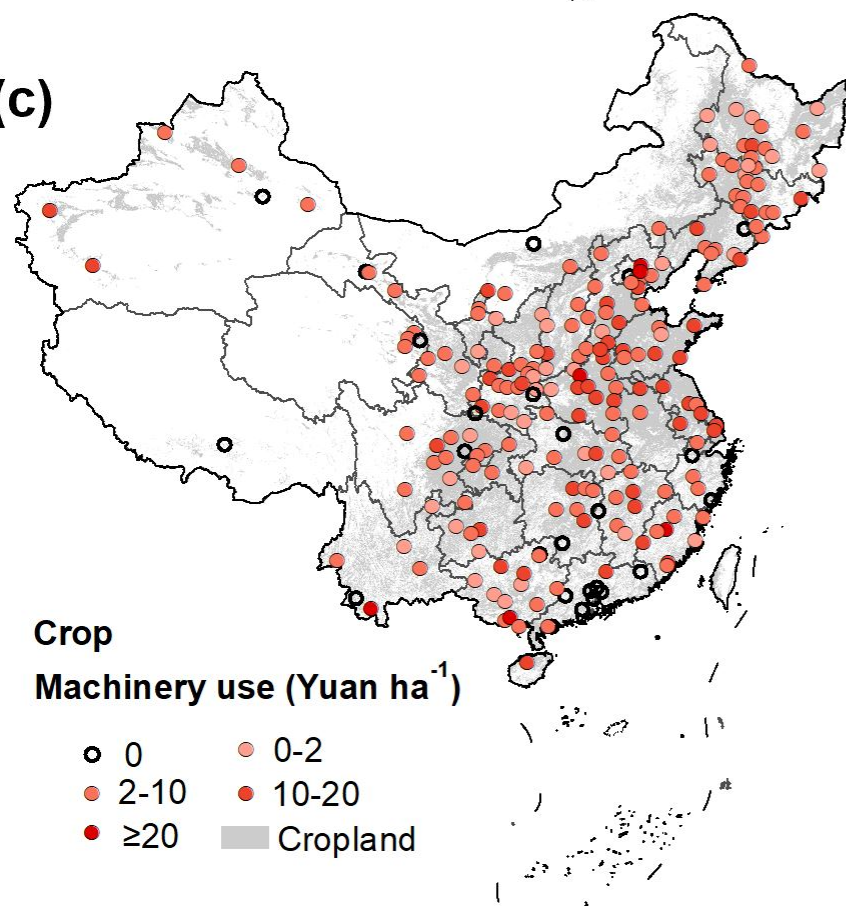 (c)
Crop
Machinery use (Yuan ha⁻¹)
0
0-2
2-10
10-20
≥20
Cropland